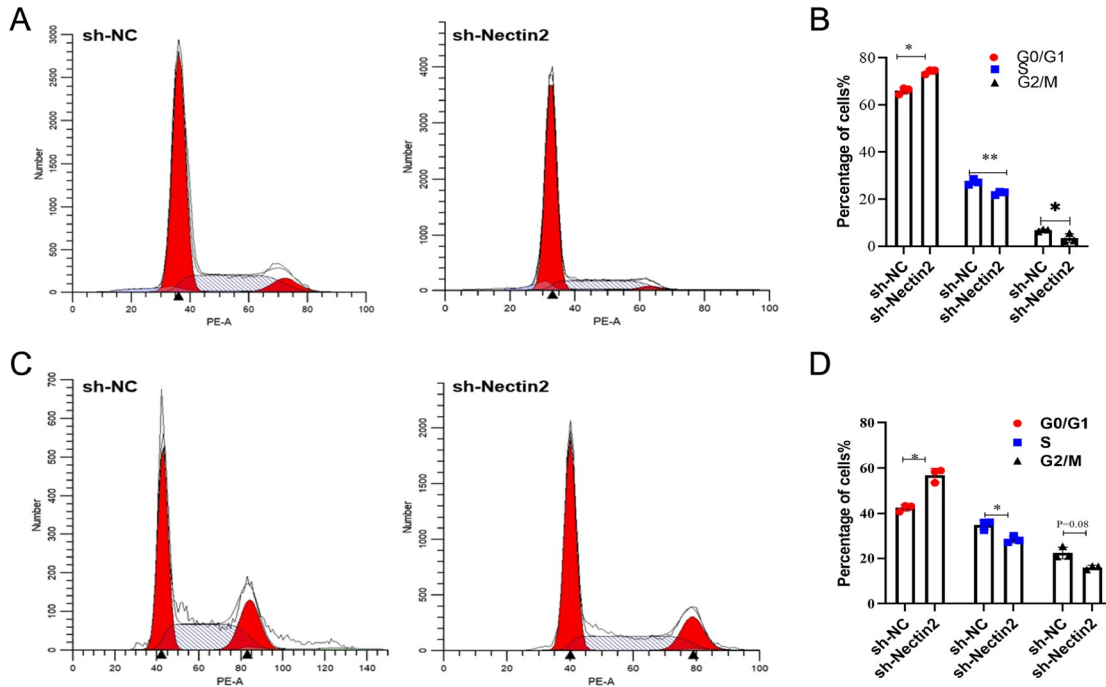 A
sh-NC
Number
3000
2500
2000
1500
1000
500
0
0 20 40 60 80 100
PE-A
sh-Nectin2
Number
4000
3000
2000
1000
0
0 20 40 60 80 100
PE-A
B
Percentage of cells%
80
60
40
20
0
G0/G1
S
G2/M
*
**
*
sh-NC
sh-Nectin2
sh-NC
sh-Nectin2
sh-NC
sh-Nectin2
C
sh-NC
Number
700
600
500
400
300
200
100
0
0 20 40 60 80 100 120 140
PE-A
sh-Nectin2
Number
2000
1500
1000
500
0
0 20 40 60 80 100
PE-A
D
Percentage of cells%
80
60
40
20
0
G0/G1
S
G2/M
*
*
P=0.08
sh-NC
sh-Nectin2
sh-NC
sh-Nectin2
sh-NC
sh-Nectin2